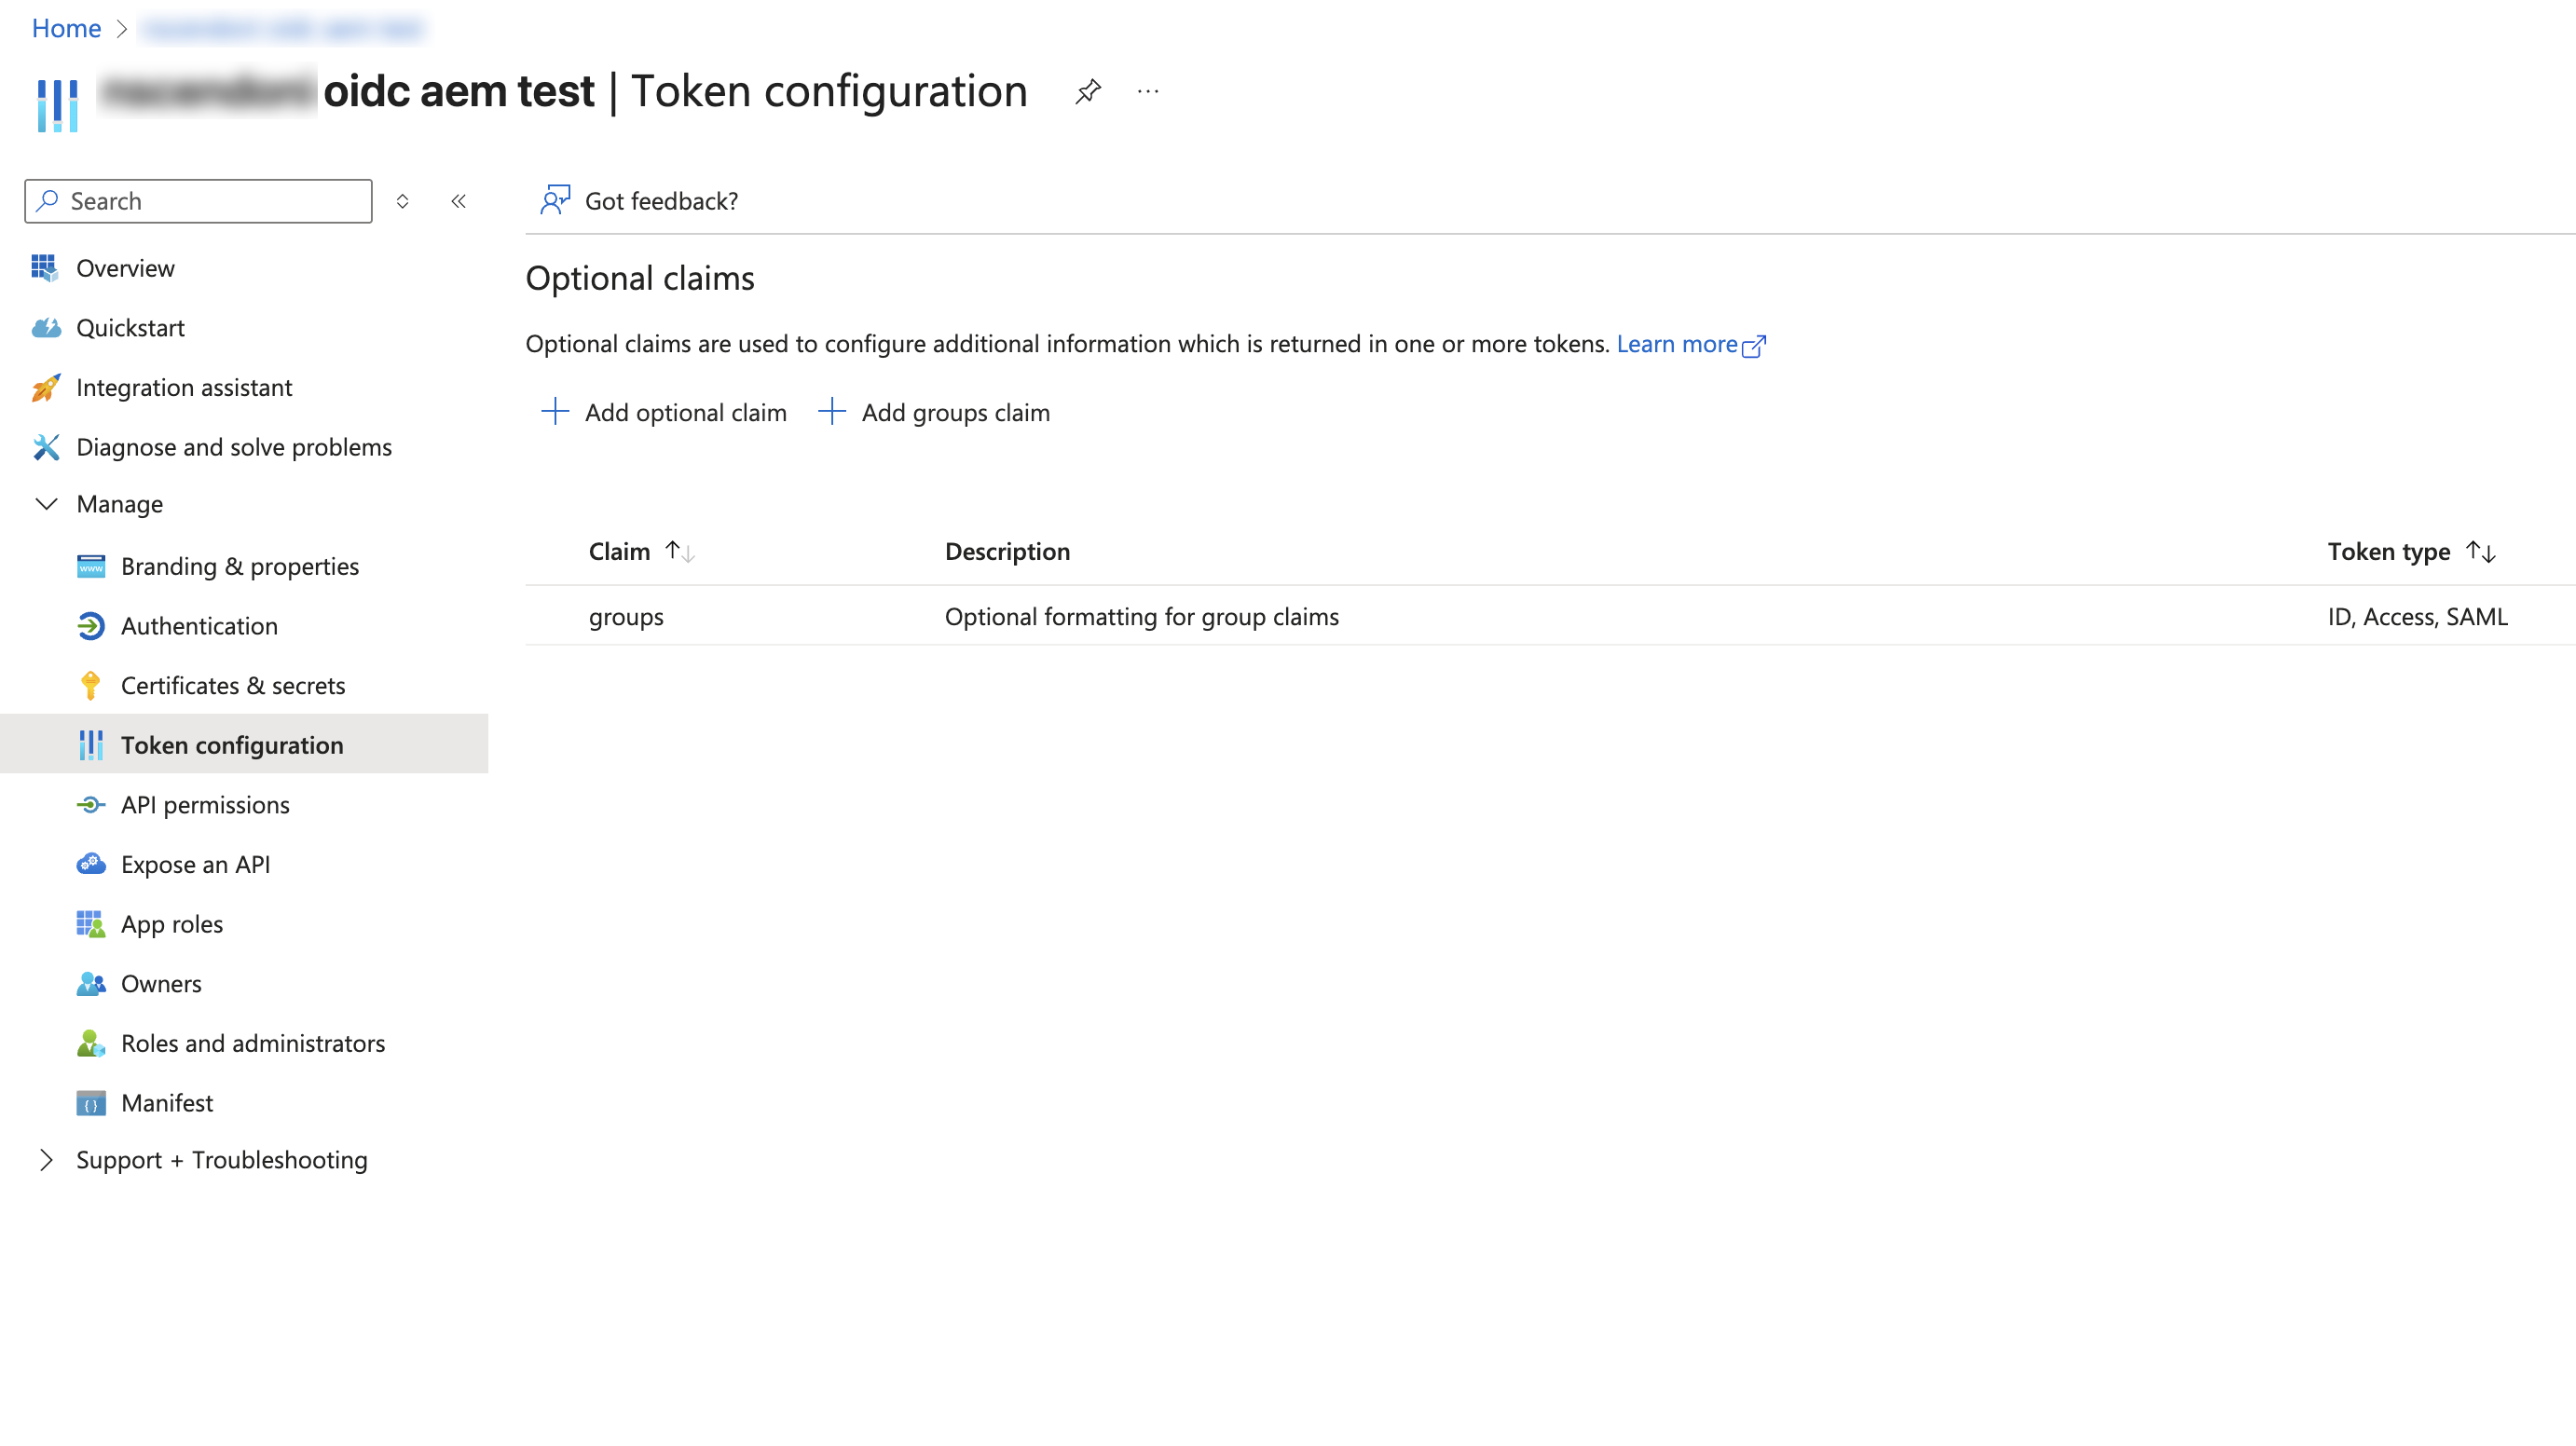 Home
oidc aem test | Token configuration
Search
Got feedback?
Overview
Quickstart
Integration assistant
Diagnose and solve problems
Manage
Branding & properties
Authentication
Certificates & secrets
Token configuration
API permissions
Expose an API
App roles
Owners
Roles and administrators
Manifest
Support + Troubleshooting
Optional claims
Optional claims are used to configure additional information which is returned in one or more tokens. Learn more
Add optional claim Add groups claim
Claim Description Token type
groups Optional formatting for group claims ID, Access, SAML